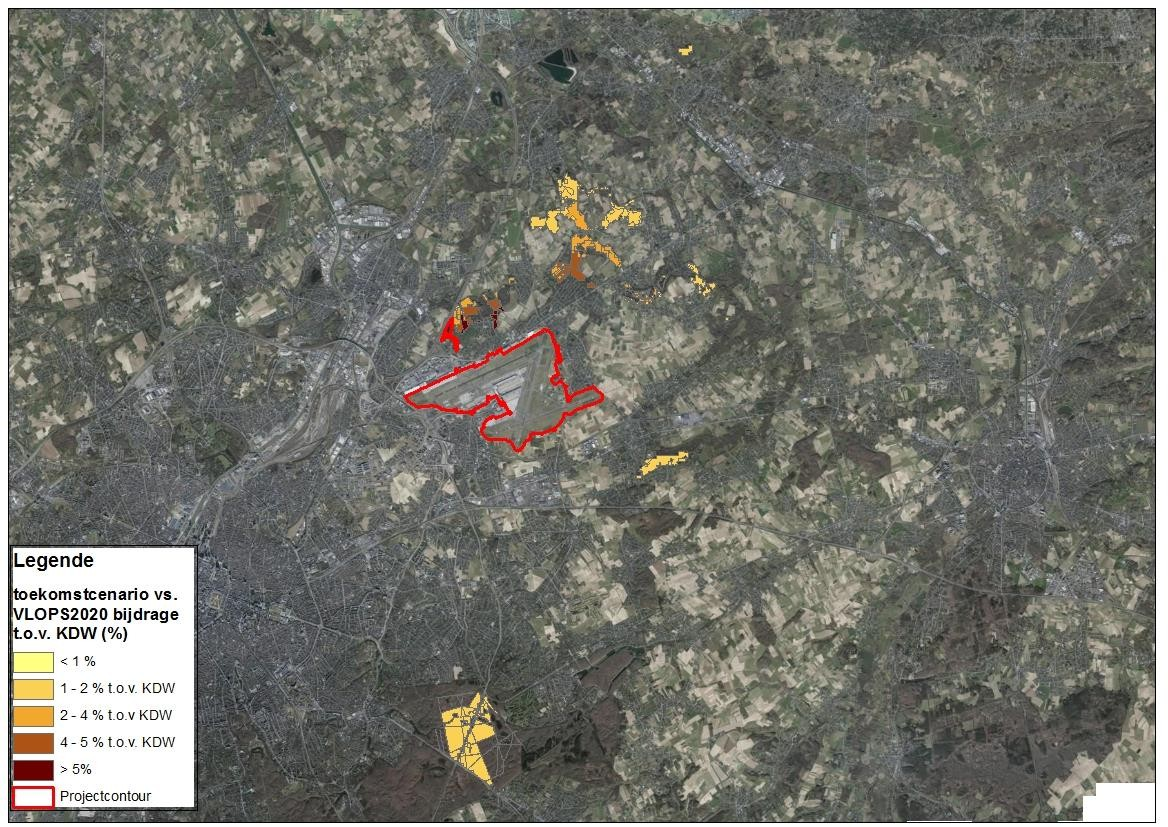 Legende
toekomstcenario vs.
VLOPS2020 bijdrage
t.o.v. KDW (%)
< 1 %
1 - 2 % t.o.v. KDW
2 - 4 % t.o.v KDW
4 - 5 % t.o.v. KDW
> 5%
Projectcontour